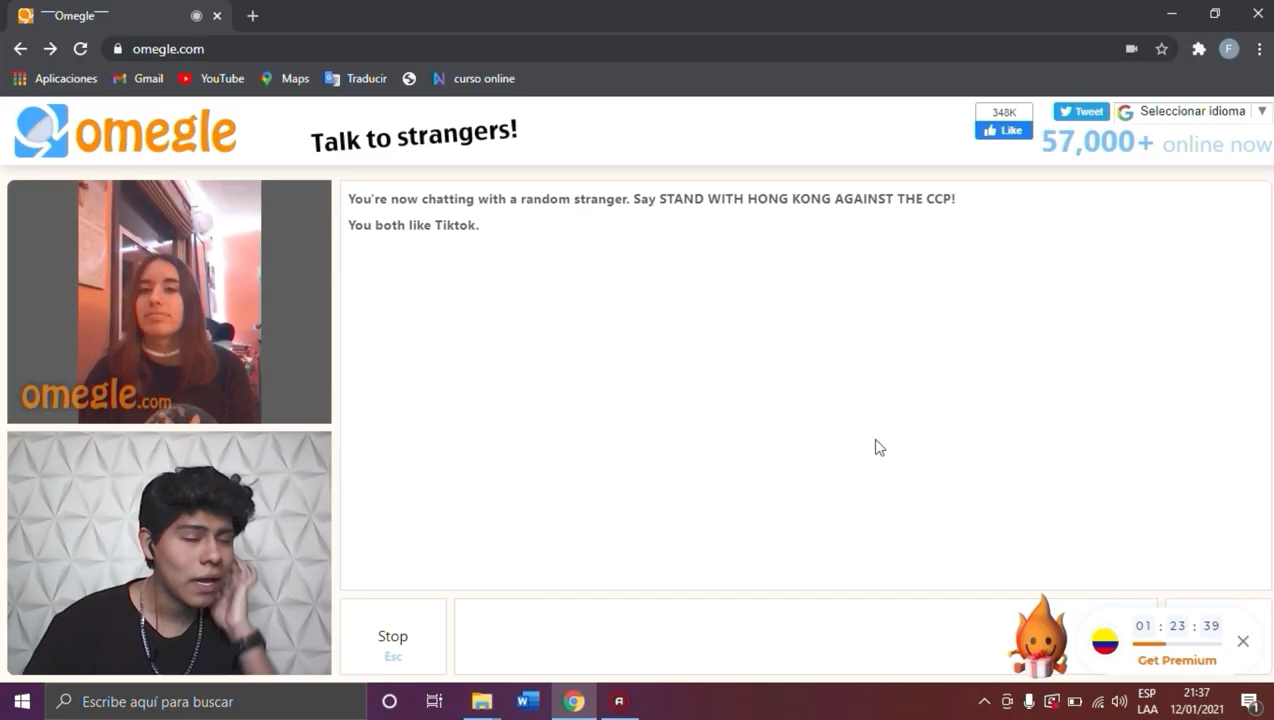 Omegle
omegle.com
Aplicaciones
Gmail
YouTube
Maps
Traducir
curso online
omegle
Talk to strangers!
348K
Like
Tweet
Seleccionar idioma
57,000+ online now
You're now chatting with a random stranger. Say STAND WITH HONG KONG AGAINST THE CCP!
You both like Tiktok.
omegle.com
Stop
Esc
01 : 23 : 39
Get Premium
Escribe aquí para buscar
ESP
LAA
21:37
12/01/2021